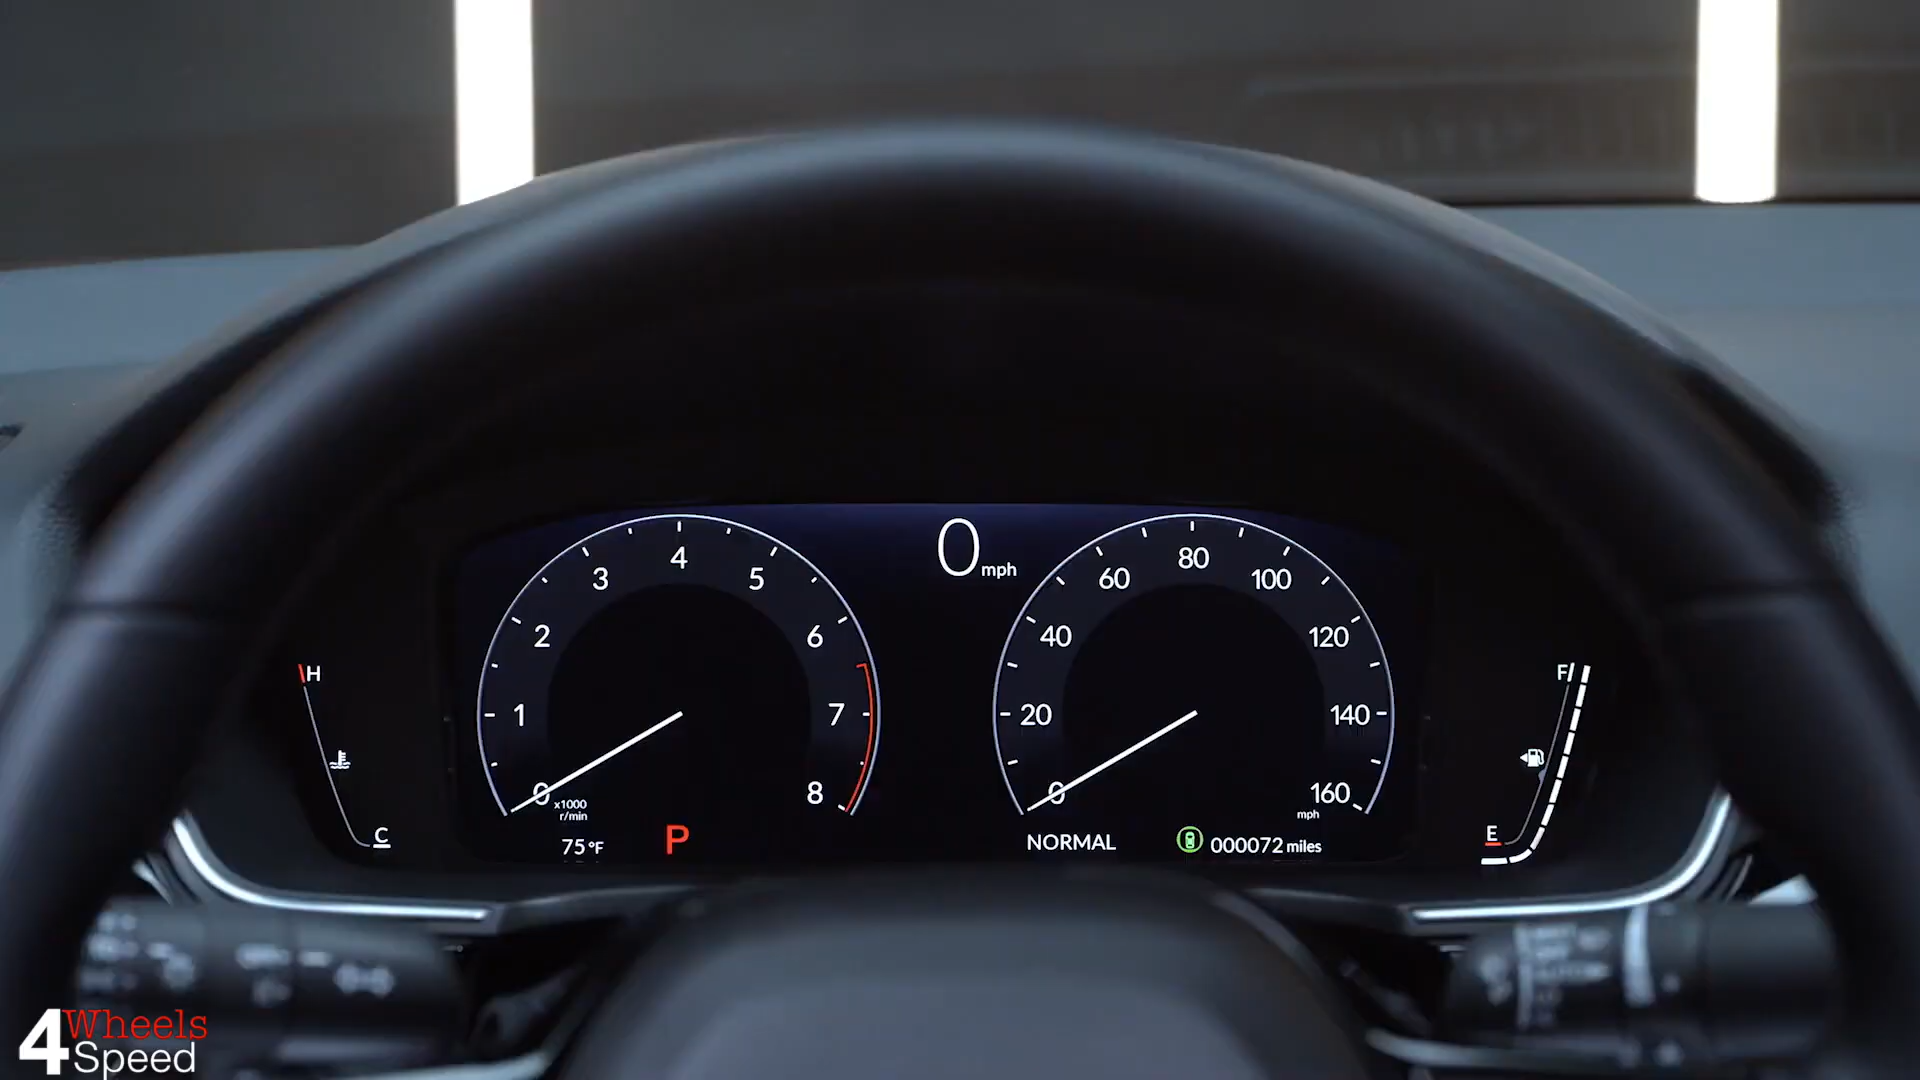 0 mph
0 1 2 3 4 5 6 7 8
x1000
r/min
0 20 40 60 80 100 120 140 160
mph
H
C
F
E
75°F
P
NORMAL
000072 miles
4Wheels
Speed